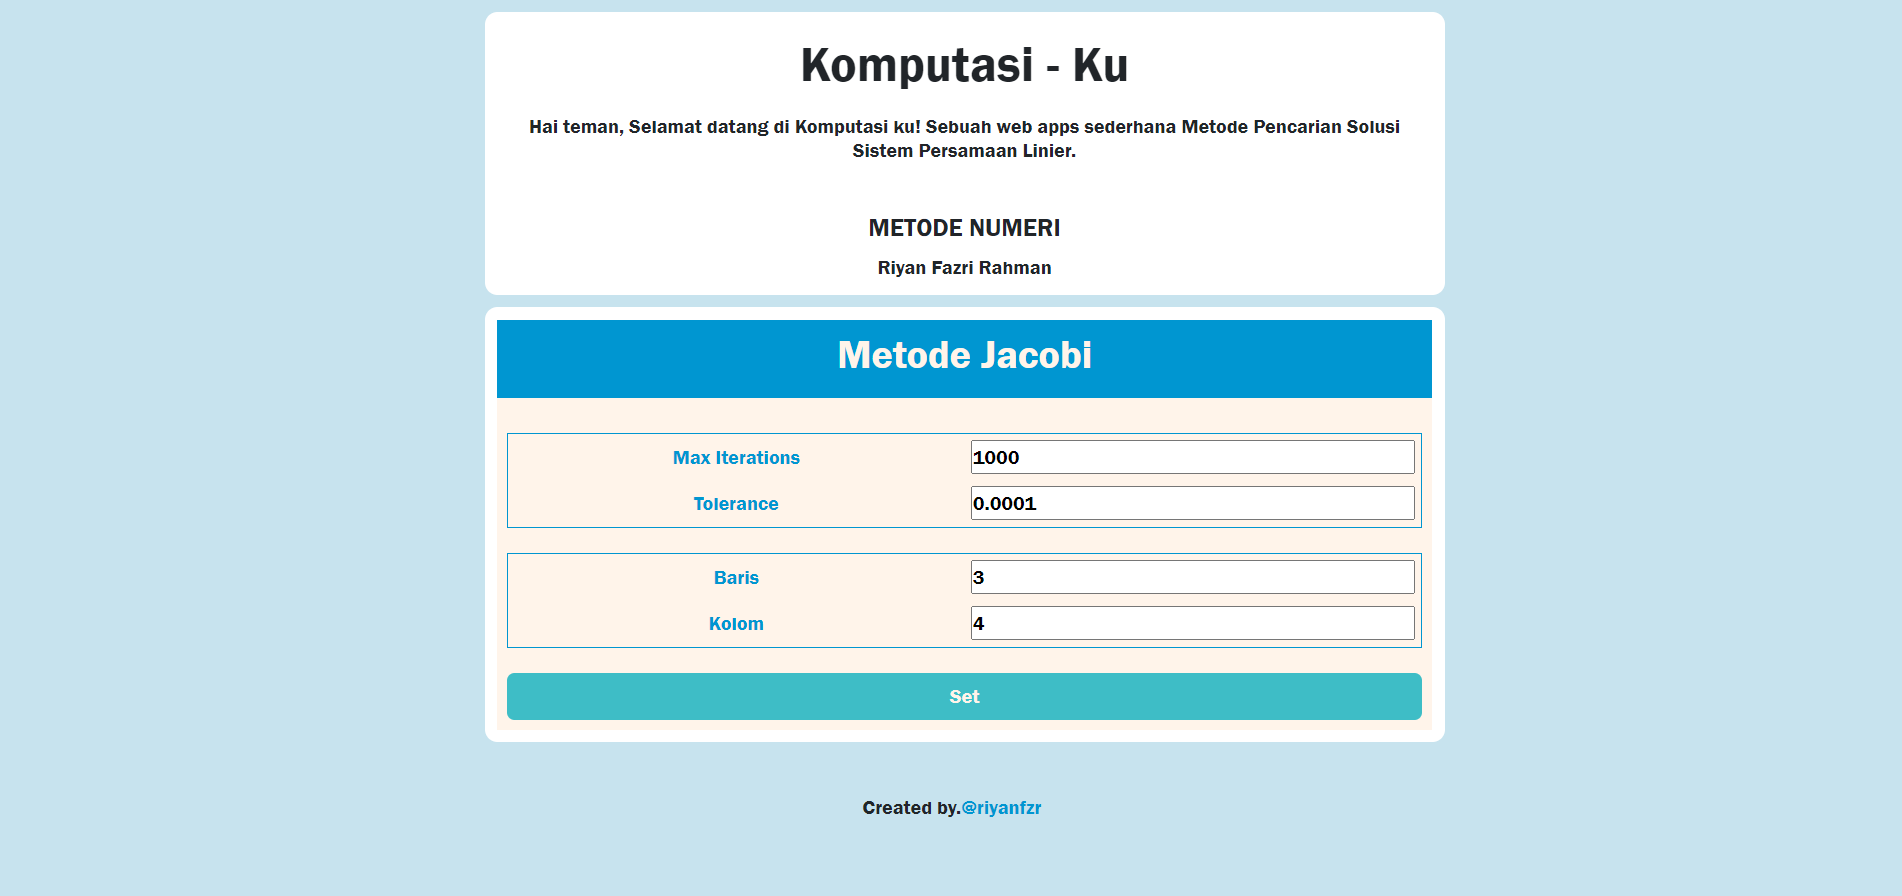 Komputasi - Ku
Hai teman, Selamat datang di Komputasi ku! Sebuah web apps sederhana Metode Pencarian Solusi
Sistem Persamaan Linier.
METODE NUMERI
Riyan Fazri Rahman
Metode Jacobi
Max Iterations 1000
Tolerance 0.0001
Baris 3
Kolom 4
Set
Created by.@riyanfzr